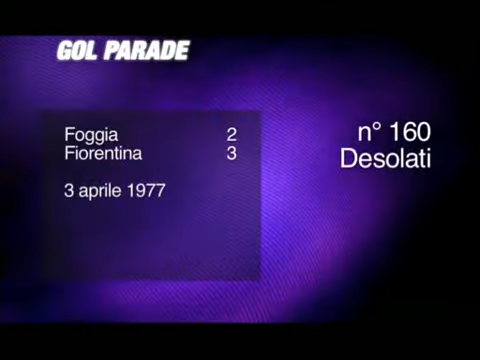 GOL PARADE
Foggia 2
Fiorentina 3
3 aprile 1977
n° 160
Desolati